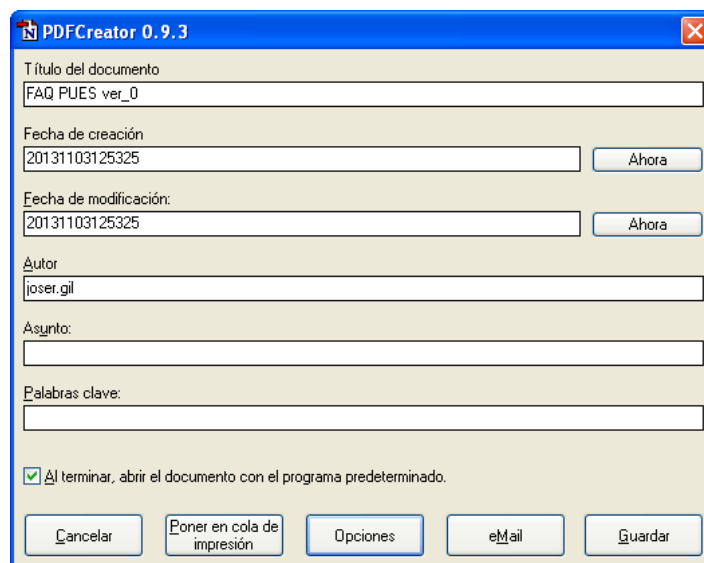 PDFCreator 0.9.3
Título del documento
FAQ PUES ver_0
Fecha de creación
20131103125325
Ahora
Fecha de modificación:
20131103125325
Ahora
Autor
joser.gil
Asunto:
Palabras clave:
Al terminar, abrir el documento con el programa predeterminado.
Cancelar
Poner en cola de
impresión
Opciones
eMail
Guardar